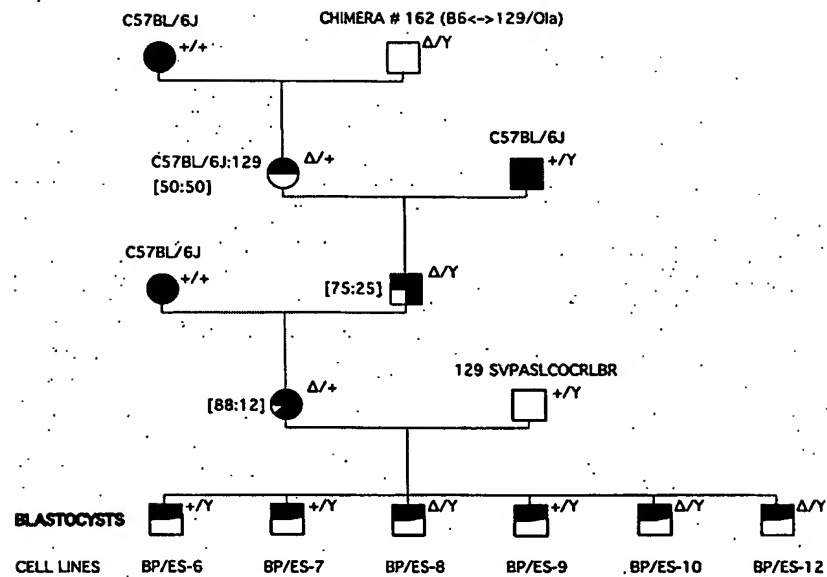 C57BL/6J
+/+
CHIMERA # 162 (B6<->129/Ola)
Δ/Y
C57BL/6J:129
[50:50]
Δ/+
C57BL/6J
+/Y
C57BL/6J
+/+
[75:25]
Δ/Y
[88:12]
Δ/+
129 SVPASLCOCRLBR
+/Y
BLASTOCYSTS +/Y +/Y Δ/Y +/Y Δ/Y Δ/Y
CELL LINES BP/ES-6 BP/ES-7 BP/ES-8 BP/ES-9 BP/ES-10 BP/ES-12